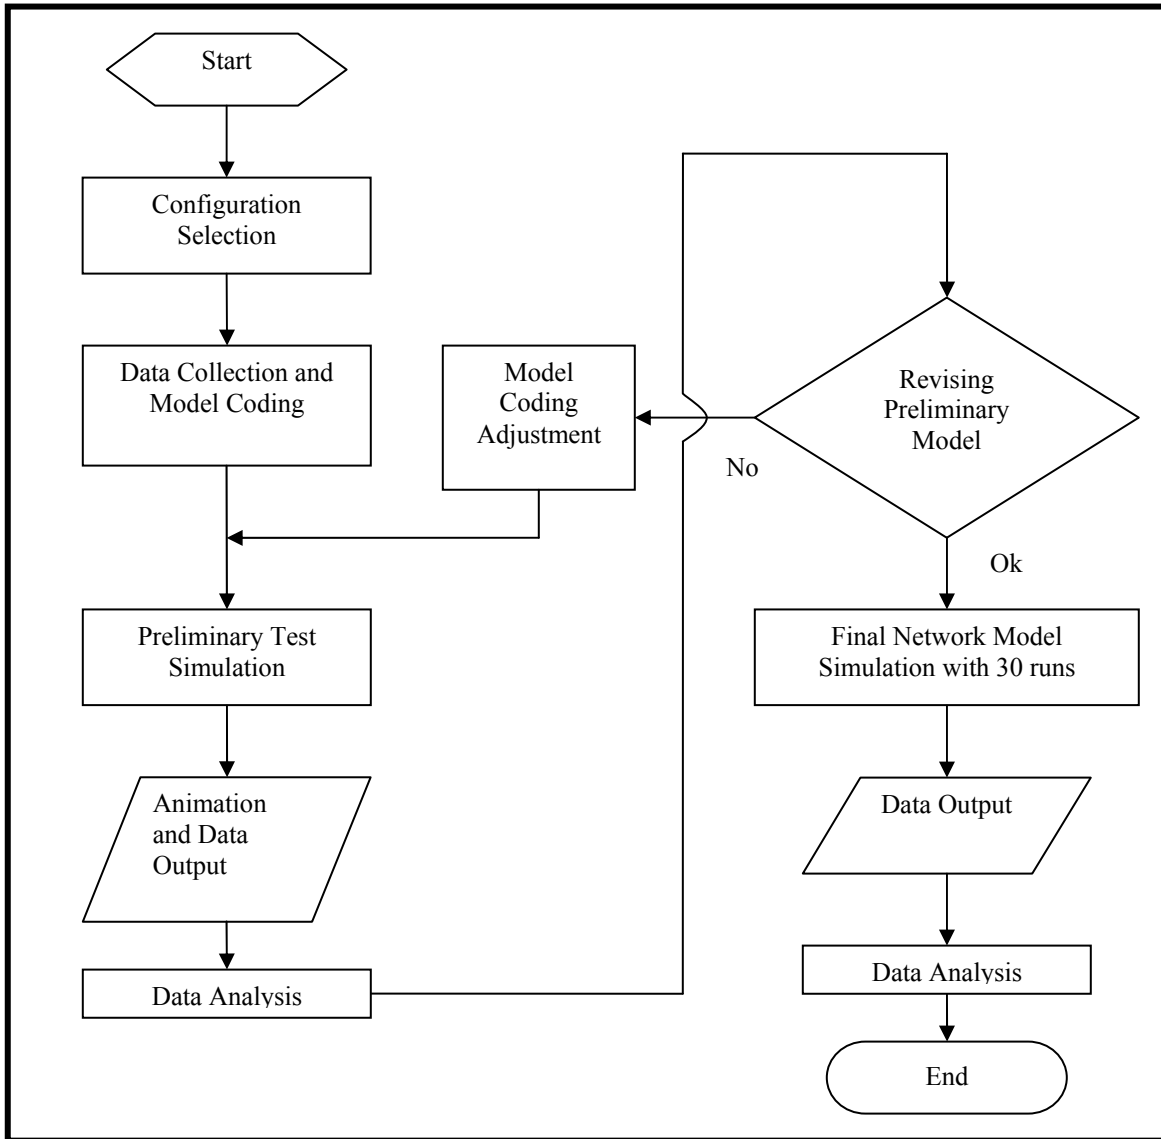 Start
Configuration
Selection
Data Collection and
Model Coding
Model
Coding
Adjustment
Revising
Preliminary
Model
No
Ok
Preliminary Test
Simulation
Final Network Model
Simulation with 30 runs
Animation
and Data
Output
Data Output
Data Analysis
Data Analysis
End